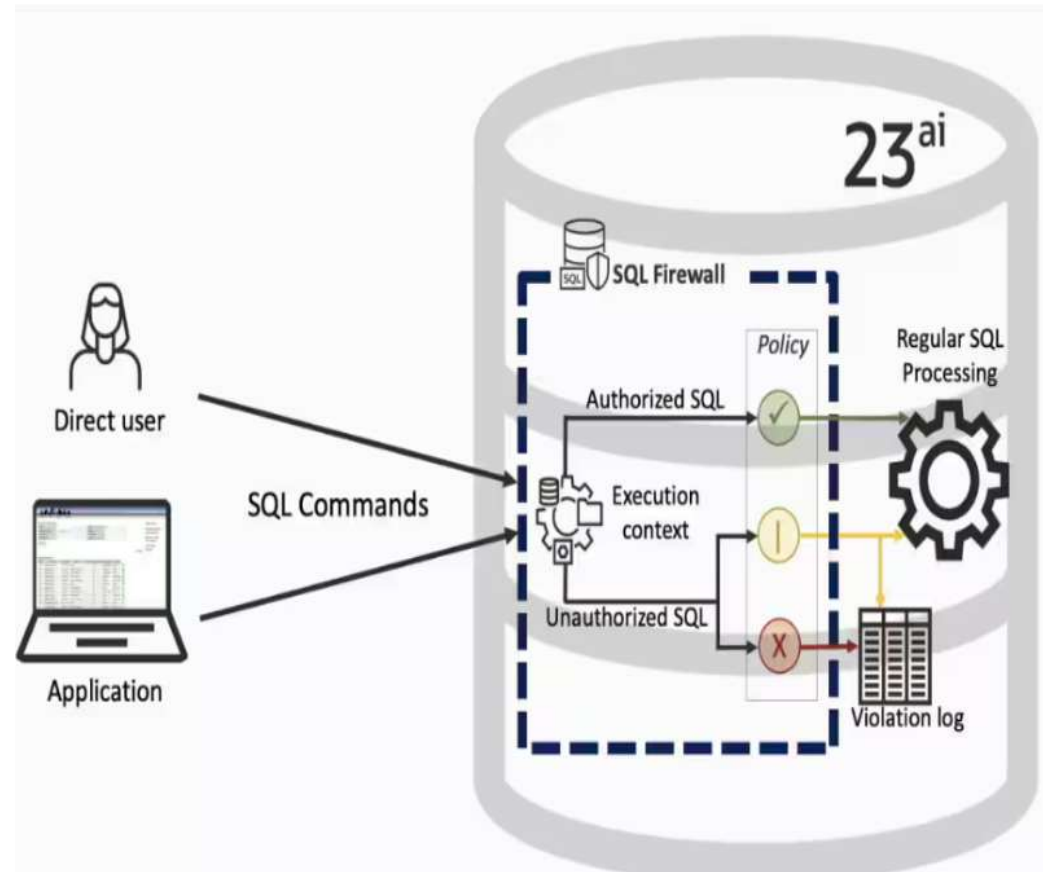 23ai
SQL
SQL Firewall
Policy
Regular SQL
Processing
Authorized SQL
Direct user
SQL Commands
Execution
context
Unauthorized SQL
X
Application
Violation log